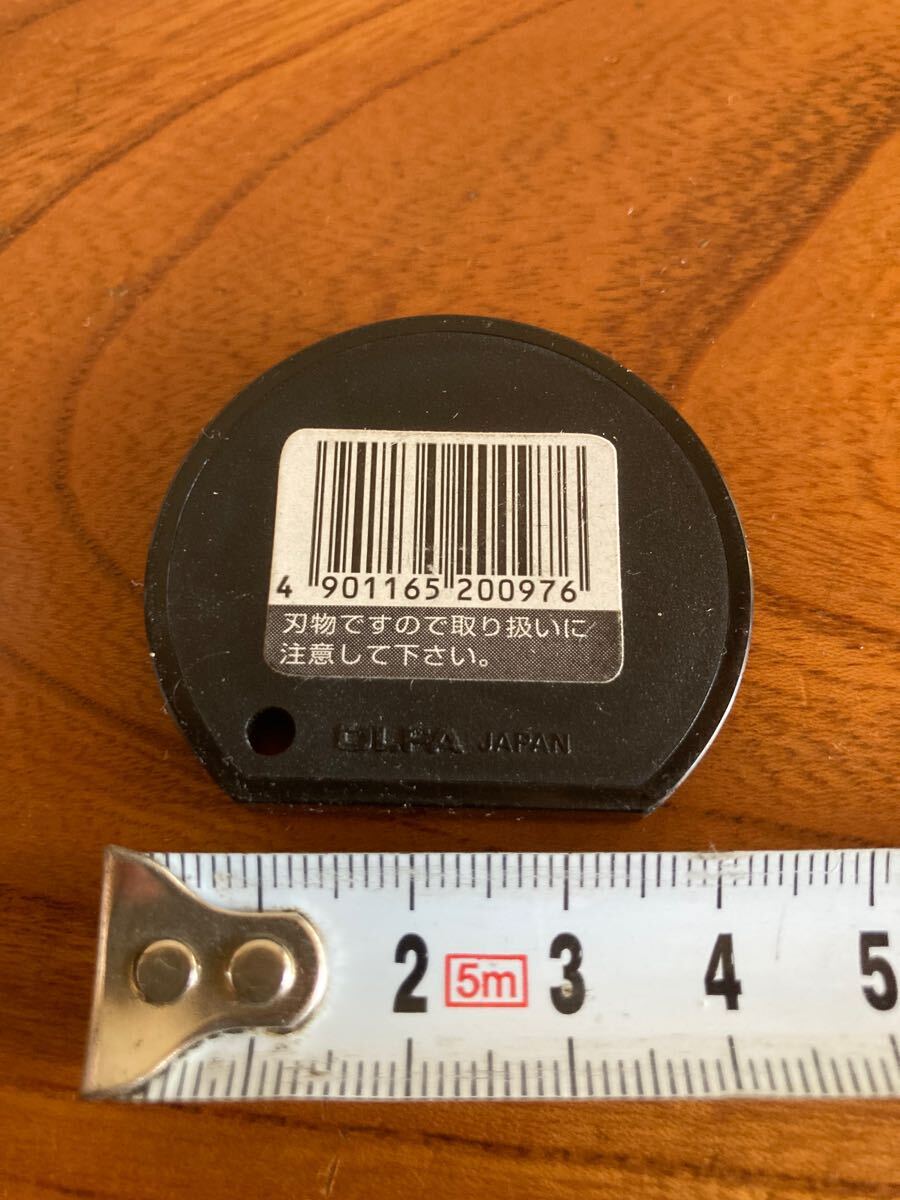 4 901165 200976
刃物ですので取り扱いに
注意して下さい。
OLFA JAPAN
2 5m 3 4 5